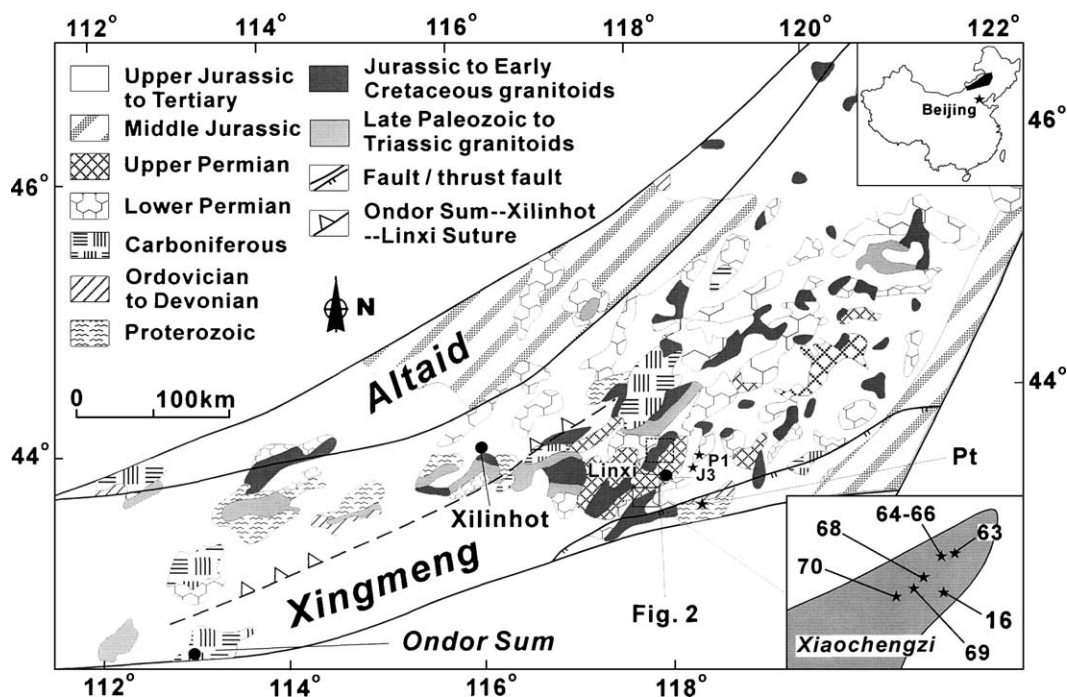 112°
114°
116°
118°
120°
122°
Upper Jurassic
to Tertiary
Middle Jurassic
Upper Permian
Lower Permian
Carboniferous
Ordovician
to Devonian
Proterozoic
Jurassic to Early
Cretaceous granitoids
Late Paleozoic to
Triassic granitoids
Fault / thrust fault
Ondor Sum--Xilinhot
--Linxi Suture
Beijing
46°
46°
N
0 100km
Altaid
44°
44°
Xilinhot
Linxi
P1
J3
Pt
Xingmeng
Fig. 2
Ondor Sum
64-66
63
68
70
16
69
Xiaochengzi
112°
114°
116°
118°
120°